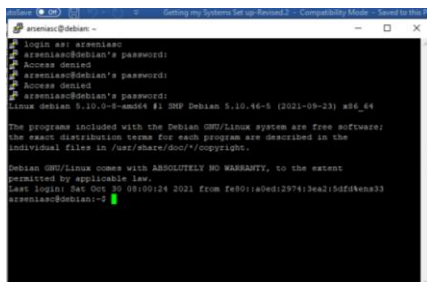 toSave Off Getting my Systems Set up-Revised.2 - Compatibility Mode - Saved to this P
arseniasc@debian: ~
login as: arseniasc
arseniasc@debian's password:
Access denied
arseniasc@debian's password:
Access denied
arseniasc@debian's password:
Linux debian 5.10.0-8-amd64 #1 SMP Debian 5.10.46-5 (2021-09-23) x86_64
The programs included with the Debian GNU/Linux system are free software;
the exact distribution terms for each program are described in the
individual files in /usr/share/doc/*/copyright.
Debian GNU/Linux comes with ABSOLUTELY NO WARRANTY, to the extent
permitted by applicable law.
Last login: Sat Oct 30 08:00:24 2021 from fe80::a0ed:2974:3ea2:5dfd%ens33
arseniasc@debian:~$